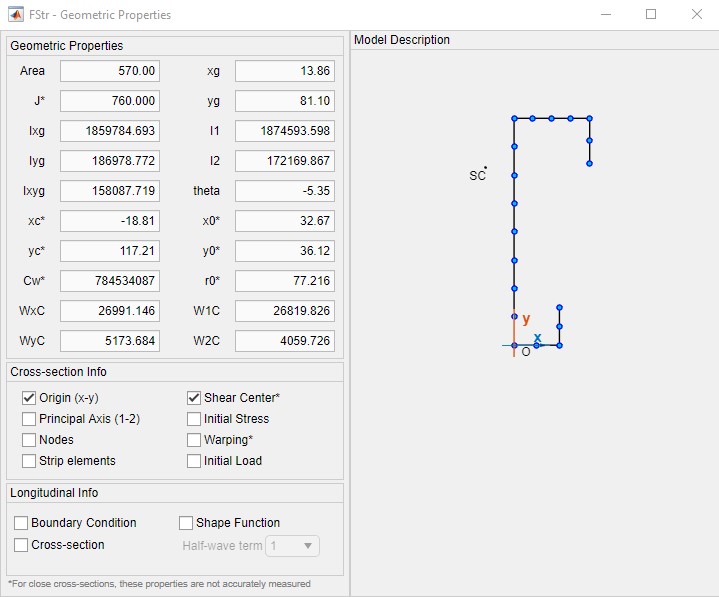 FStr - Geometric Properties
Geometric Properties
Area 570.00 xg 13.86
J* 760.000 yg 81.10
Ixg 1859784.693 I1 1874593.598
Iyg 186978.772 I2 172169.867
Ixyg 158087.719 theta -5.35
xc* -18.81 x0* 32.67
yc* 117.21 y0* 36.12
Cw* 784534087 r0* 77.216
WxC 26991.146 W1C 26819.826
WyC 5173.684 W2C 4059.726
Cross-section Info
Origin (x-y) Shear Center*
Principal Axis (1-2) Initial Stress
Nodes Warping*
Strip elements Initial Load
Longitudinal Info
Boundary Condition Shape Function
Cross-section Half-wave term 1
*For close cross-sections, these properties are not accurately measured
Model Description
SC
y
x
O